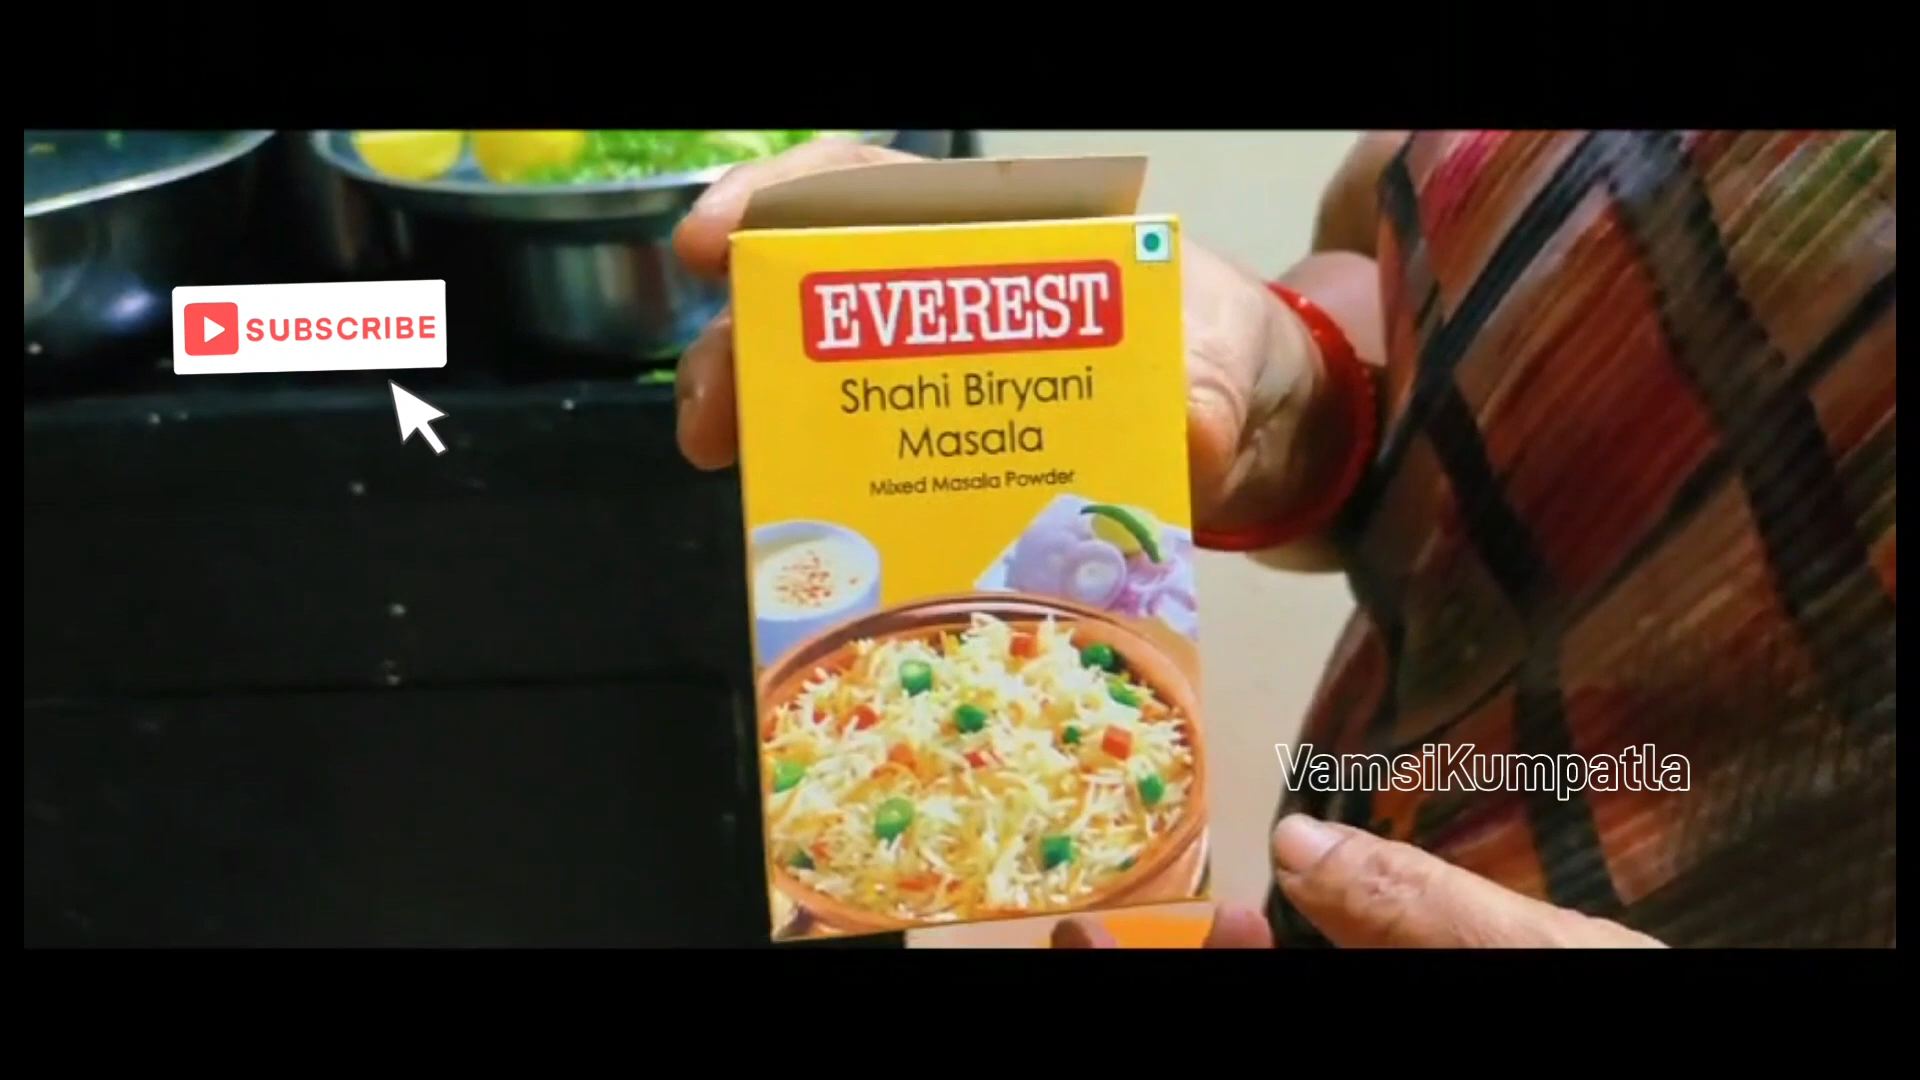 SUBSCRIBE
EVEREST
Shahi Biryani
Masala
Mixed Masala Powder
VamsiKumpatla